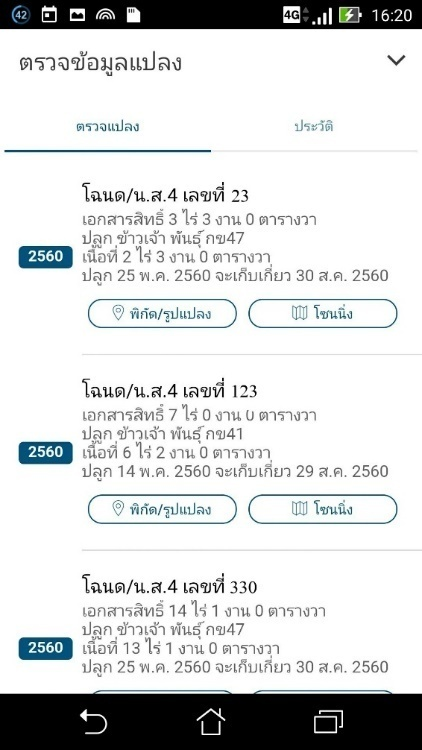 42
4G
16:20
ตรวจข้อมูลแปลง
ตรวจแปลง
ประวัติ
โฉนด/น.ส.4 เลขที่ 23
เอกสารสิทธิ์ 3 ไร่ 3 งาน 0 ตารางวา
ปลูก ข้าวเจ้า พันธุ์ กข47
2560
เนื้อที่ 2 ไร่ 3 งาน 0 ตารางวา
ปลูก 25 พ.ค. 2560 จะเก็บเกี่ยว 30 ส.ค. 2560
พิกัด/รูปแปลง
โซนนิ่ง
โฉนด/น.ส.4 เลขที่ 123
เอกสารสิทธิ์ 7 ไร่ 0 งาน 0 ตารางวา
ปลูก ข้าวเจ้า พันธุ์ กข41
2560
เนื้อที่ 6 ไร่ 2 งาน 0 ตารางวา
ปลูก 14 พ.ค. 2560 จะเก็บเกี่ยว 29 ส.ค. 2560
พิกัด/รูปแปลง
โซนนิ่ง
โฉนด/น.ส.4 เลขที่ 330
เอกสารสิทธิ์ 14 ไร่ 1 งาน 0 ตารางวา
ปลูก ข้าวเจ้า พันธุ์ กข47
2560
เนื้อที่ 13 ไร่ 1 งาน 0 ตารางวา
ปลูก 25 พ.ค. 2560 จะเก็บเกี่ยว 30 ส.ค. 2560